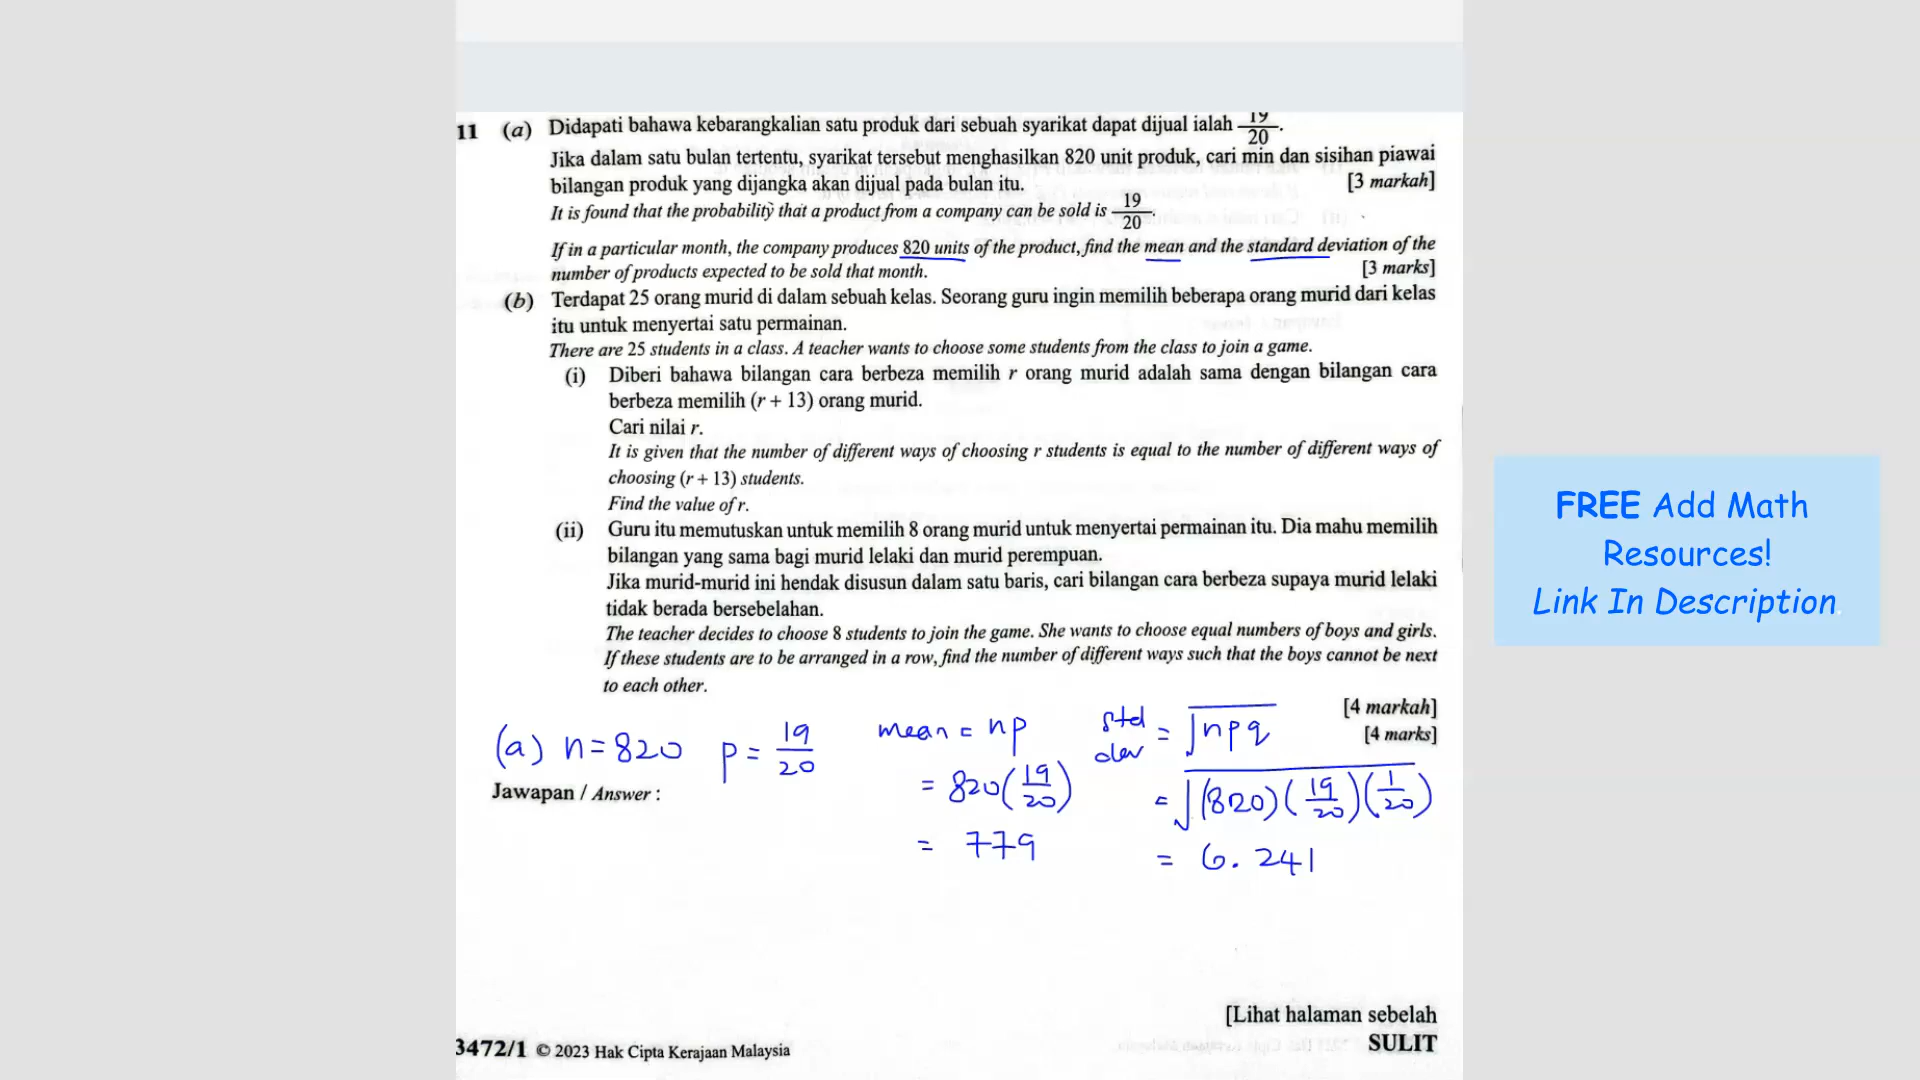 11 (a) Didapati bahawa kebarangkalian satu produk dari sebuah syarikat dapat dijual ialah 19/20.
Jika dalam satu bulan tertentu, syarikat tersebut menghasilkan 820 unit produk, cari min dan sisihan piawai
bilangan produk yang dijangka akan dijual pada bulan itu. [3 markah]
It is found that the probability that a product from a company can be sold is 19/20.
If in a particular month, the company produces 820 units of the product, find the mean and the standard deviation of the
number of products expected to be sold that month. [3 marks]
(b) Terdapat 25 orang murid di dalam sebuah kelas. Seorang guru ingin memilih beberapa orang murid dari kelas
itu untuk menyertai satu permainan.
There are 25 students in a class. A teacher wants to choose some students from the class to join a game.
(i) Diberi bahawa bilangan cara berbeza memilih r orang murid adalah sama dengan bilangan cara
berbeza memilih (r + 13) orang murid.
Cari nilai r.
It is given that the number of different ways of choosing r students is equal to the number of different ways of
choosing (r + 13) students.
Find the value of r.
(ii) Guru itu memutuskan untuk memilih 8 orang murid untuk menyertai permainan itu. Dia mahu memilih
bilangan yang sama bagi murid lelaki dan murid perempuan.
Jika murid-murid ini hendak disusun dalam satu baris, cari bilangan cara berbeza supaya murid lelaki
tidak berada bersebelahan.
The teacher decides to choose 8 students to join the game. She wants to choose equal numbers of boys and girls.
If these students are to be arranged in a row, find the number of different ways such that the boys cannot be next
to each other.
[4 markah]
[4 marks]
(a) n = 820 p = 19/20
mean = np
= 820(19/20)
= 779
std dev = √npq
= √(820)(19/20)(1/20)
= 6.241
Jawapan / Answer :
[Lihat halaman sebelah
3472/1 © 2023 Hak Cipta Kerajaan Malaysia SULIT
FREE Add Math
Resources!
Link In Description.